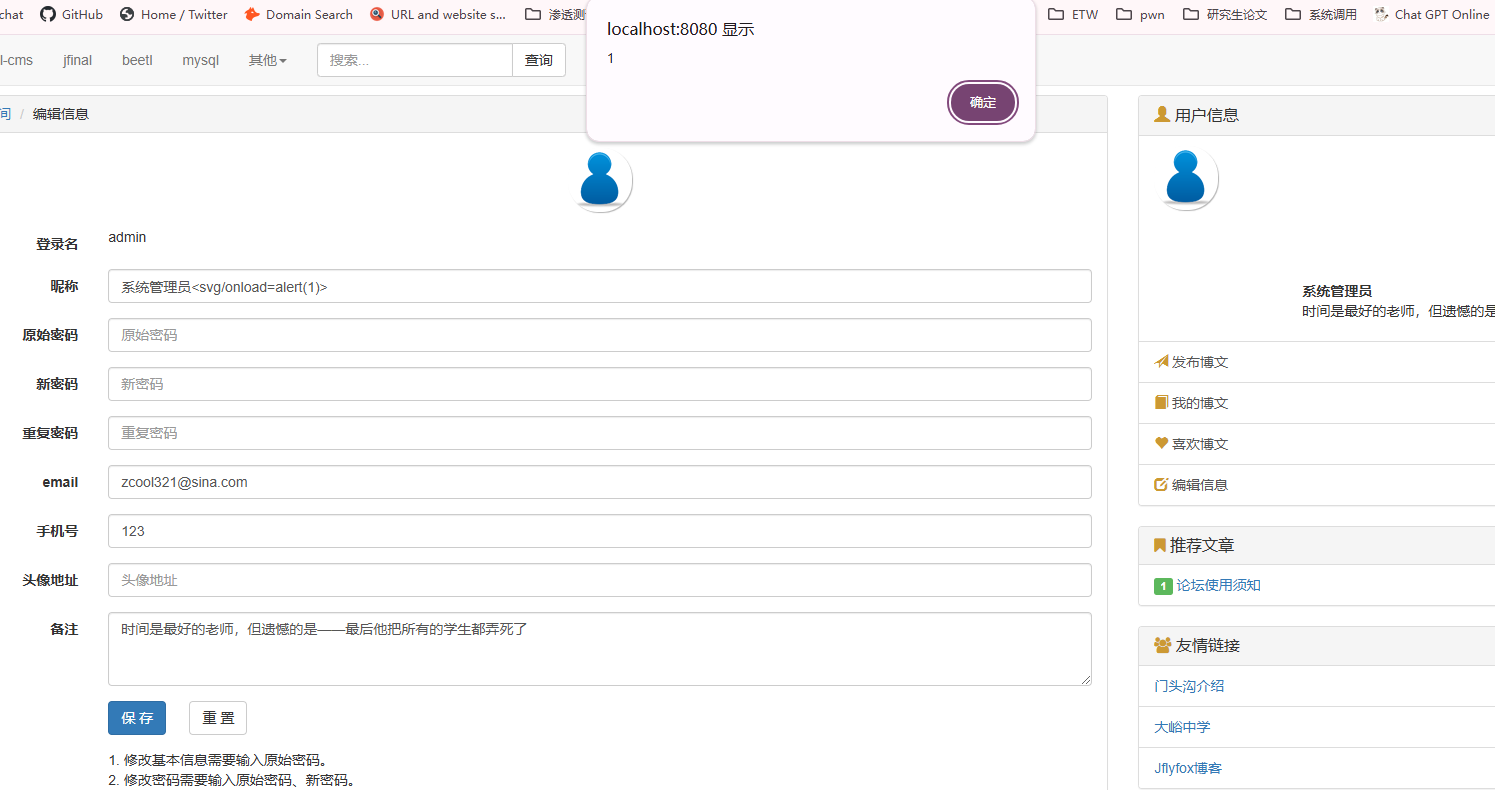 chat GitHub Home / Twitter Domain Search URL and website s... 渗透测 ETW pwn 研究生论文 系统调用 Chat GPT Online
localhost:8080 显示
1
确定
l-cms jfinal beetl mysql 其他 搜索... 查询
间 / 编辑信息
登录名 admin
昵称 系统管理员<svg/onload=alert(1)>
原始密码 原始密码
新密码 新密码
重复密码 重复密码
email zcool321@sina.com
手机号 123
头像地址 头像地址
备注 时间是最好的老师，但遗憾的是——最后他把所有的学生都弄死了
保 存 重 置
1. 修改基本信息需要输入原始密码。
2. 修改密码需要输入原始密码、新密码。
用户信息
系统管理员
时间是最好的老师，但遗憾的是
发布博文
我的博文
喜欢博文
编辑信息
推荐文章
1 论坛使用须知
友情链接
门头沟介绍
大峪中学
Jflyfox博客